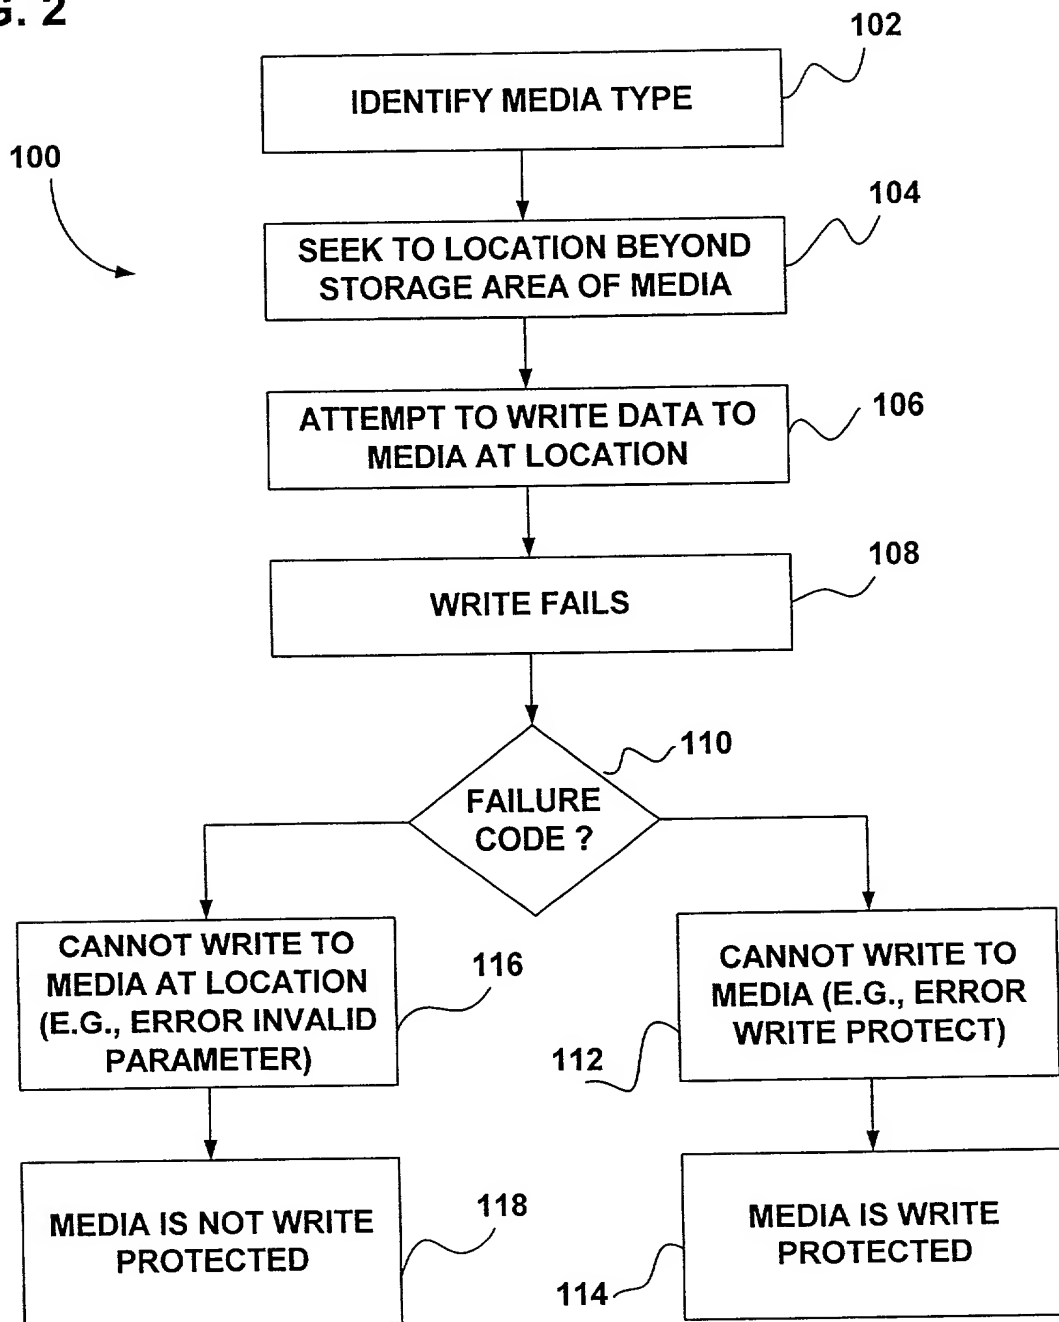 G. 2
102
IDENTIFY MEDIA TYPE
100
104
SEEK TO LOCATION BEYOND
STORAGE AREA OF MEDIA
106
ATTEMPT TO WRITE DATA TO
MEDIA AT LOCATION
108
WRITE FAILS
110
FAILURE
CODE ?
CANNOT WRITE TO
MEDIA AT LOCATION
(E.G., ERROR INVALID
PARAMETER)
116
CANNOT WRITE TO
MEDIA (E.G., ERROR
WRITE PROTECT)
112
MEDIA IS NOT WRITE
PROTECTED
118
MEDIA IS WRITE
PROTECTED
114